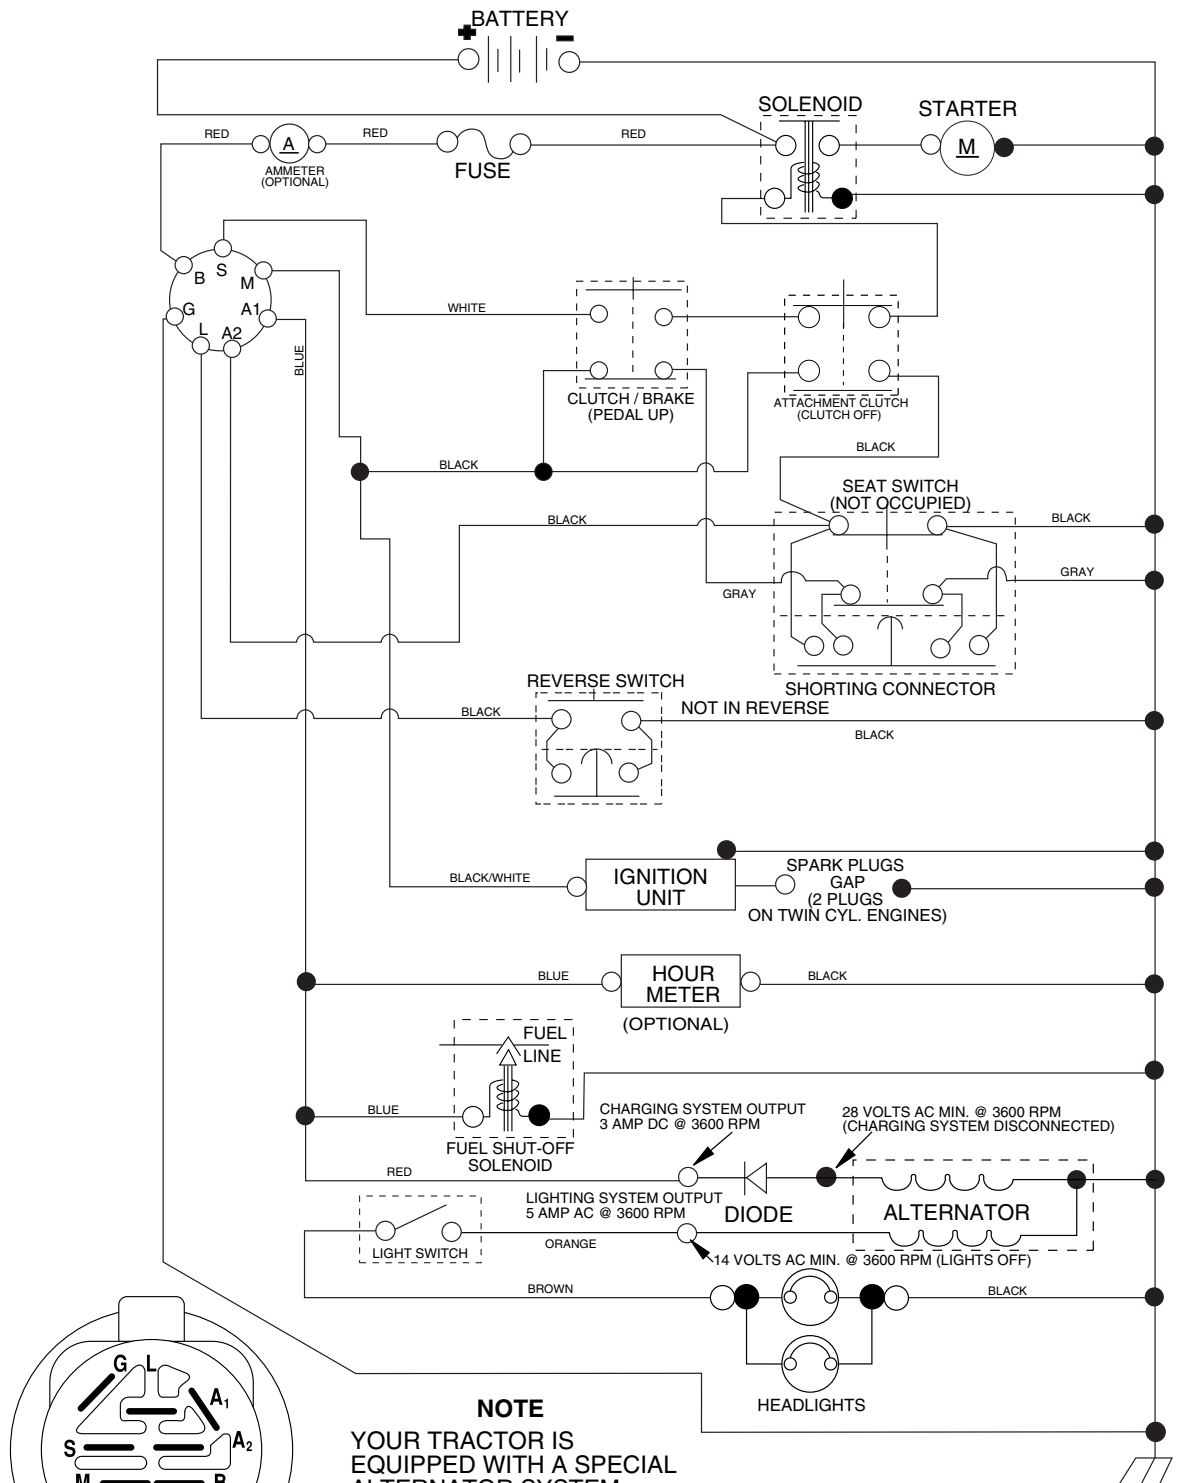 BATTERY
+ −
SOLENOID
STARTER
RED
A
RED
RED
M
AMMETER
(OPTIONAL)
FUSE
B
S
M
G
A1
L
A2
WHITE
BLUE
CLUTCH / BRAKE
(PEDAL UP)
ATTACHMENT CLUTCH
(CLUTCH OFF)
BLACK
BLACK
SEAT SWITCH
(NOT OCCUPIED)
BLACK
BLACK
GRAY
GRAY
SHORTING CONNECTOR
REVERSE SWITCH
NOT IN REVERSE
BLACK
BLACK
BLACK/WHITE
IGNITION
UNIT
SPARK PLUGS
GAP
(2 PLUGS
ON TWIN CYL. ENGINES)
BLUE
HOUR
METER
BLACK
(OPTIONAL)
FUEL
LINE
BLUE
FUEL SHUT-OFF
SOLENOID
CHARGING SYSTEM OUTPUT
3 AMP DC @ 3600 RPM
28 VOLTS AC MIN. @ 3600 RPM
(CHARGING SYSTEM DISCONNECTED)
RED
LIGHTING SYSTEM OUTPUT
5 AMP AC @ 3600 RPM
DIODE
ALTERNATOR
LIGHT SWITCH
ORANGE
14 VOLTS AC MIN. @ 3600 RPM (LIGHTS OFF)
BROWN
BLACK
HEADLIGHTS
G L
A1
S
A2
M
B
NOTE
YOUR TRACTOR IS
EQUIPPED WITH A SPECIAL
ALTERNATOR SYSTEM